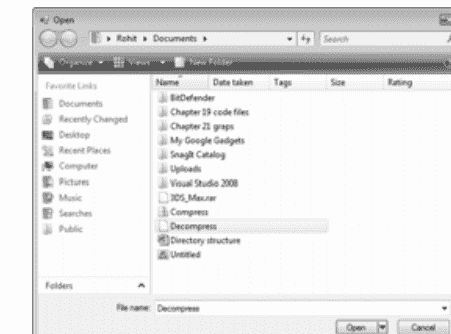 Open
Rohit Documents Search
Organize Views New Folder
Favorite Links
Documents
Recently Changed
Desktop
Recent Places
Computer
Pictures
Music
Searches
Public
Folders
Name Date taken Tags Size Rating
BitDefender
Chapter 19 code files
Chapter 21 graps
My Google Gadgets
SnagIt Catalog
Uploads
Visual Studio 2008
3DS_Max.rar
Compress
Decompress
Directory structure
Untitled
File name: Decompress
Open Cancel